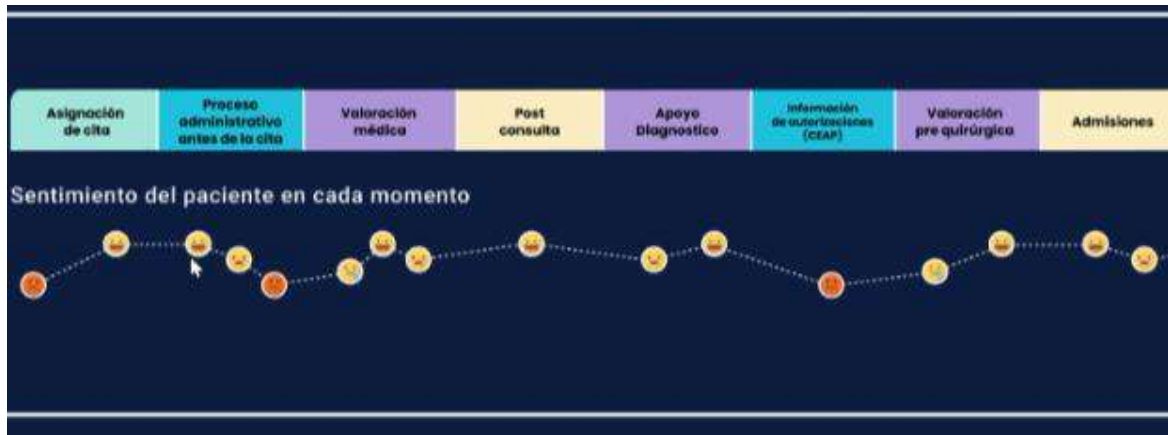 Asignación
de cita
Proceso
administrativo
antes de la cita
Valoración
médica
Post
consulta
Apoyo
Diagnostico
Información
de autorizaciones
(CEAP)
Valoración
pre quirúrgica
Admisiones
Sentimiento del paciente en cada momento